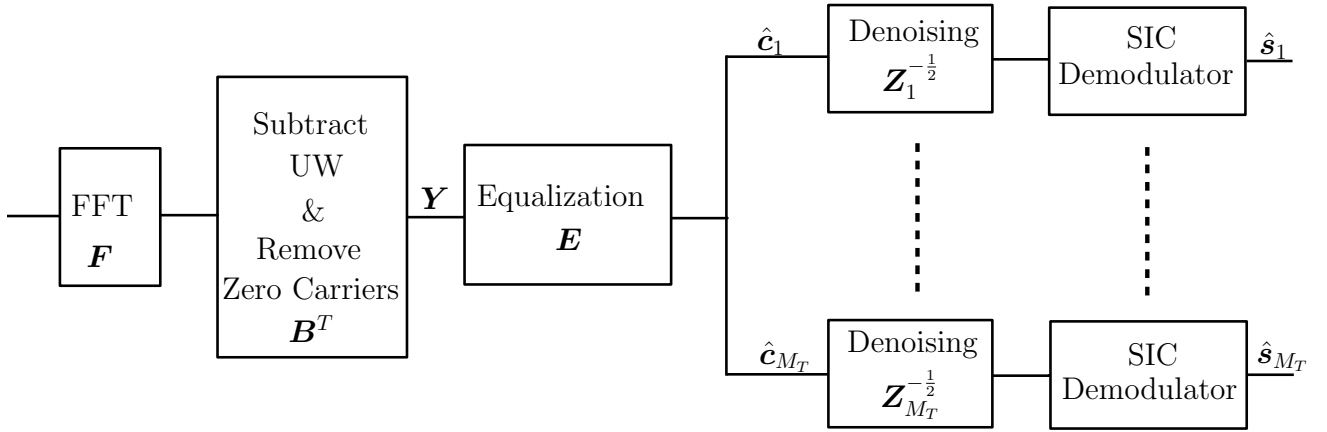 FFT
𝑭
Subtract
UW
&
Remove
Zero Carriers
𝑩^T
𝒀
Equalization
𝑬
ĉ_1
Denoising
𝒁_1^{-1/2}
SIC
Demodulator
ŝ_1
ĉ_{M_T}
Denoising
𝒁_{M_T}^{-1/2}
SIC
Demodulator
ŝ_{M_T}